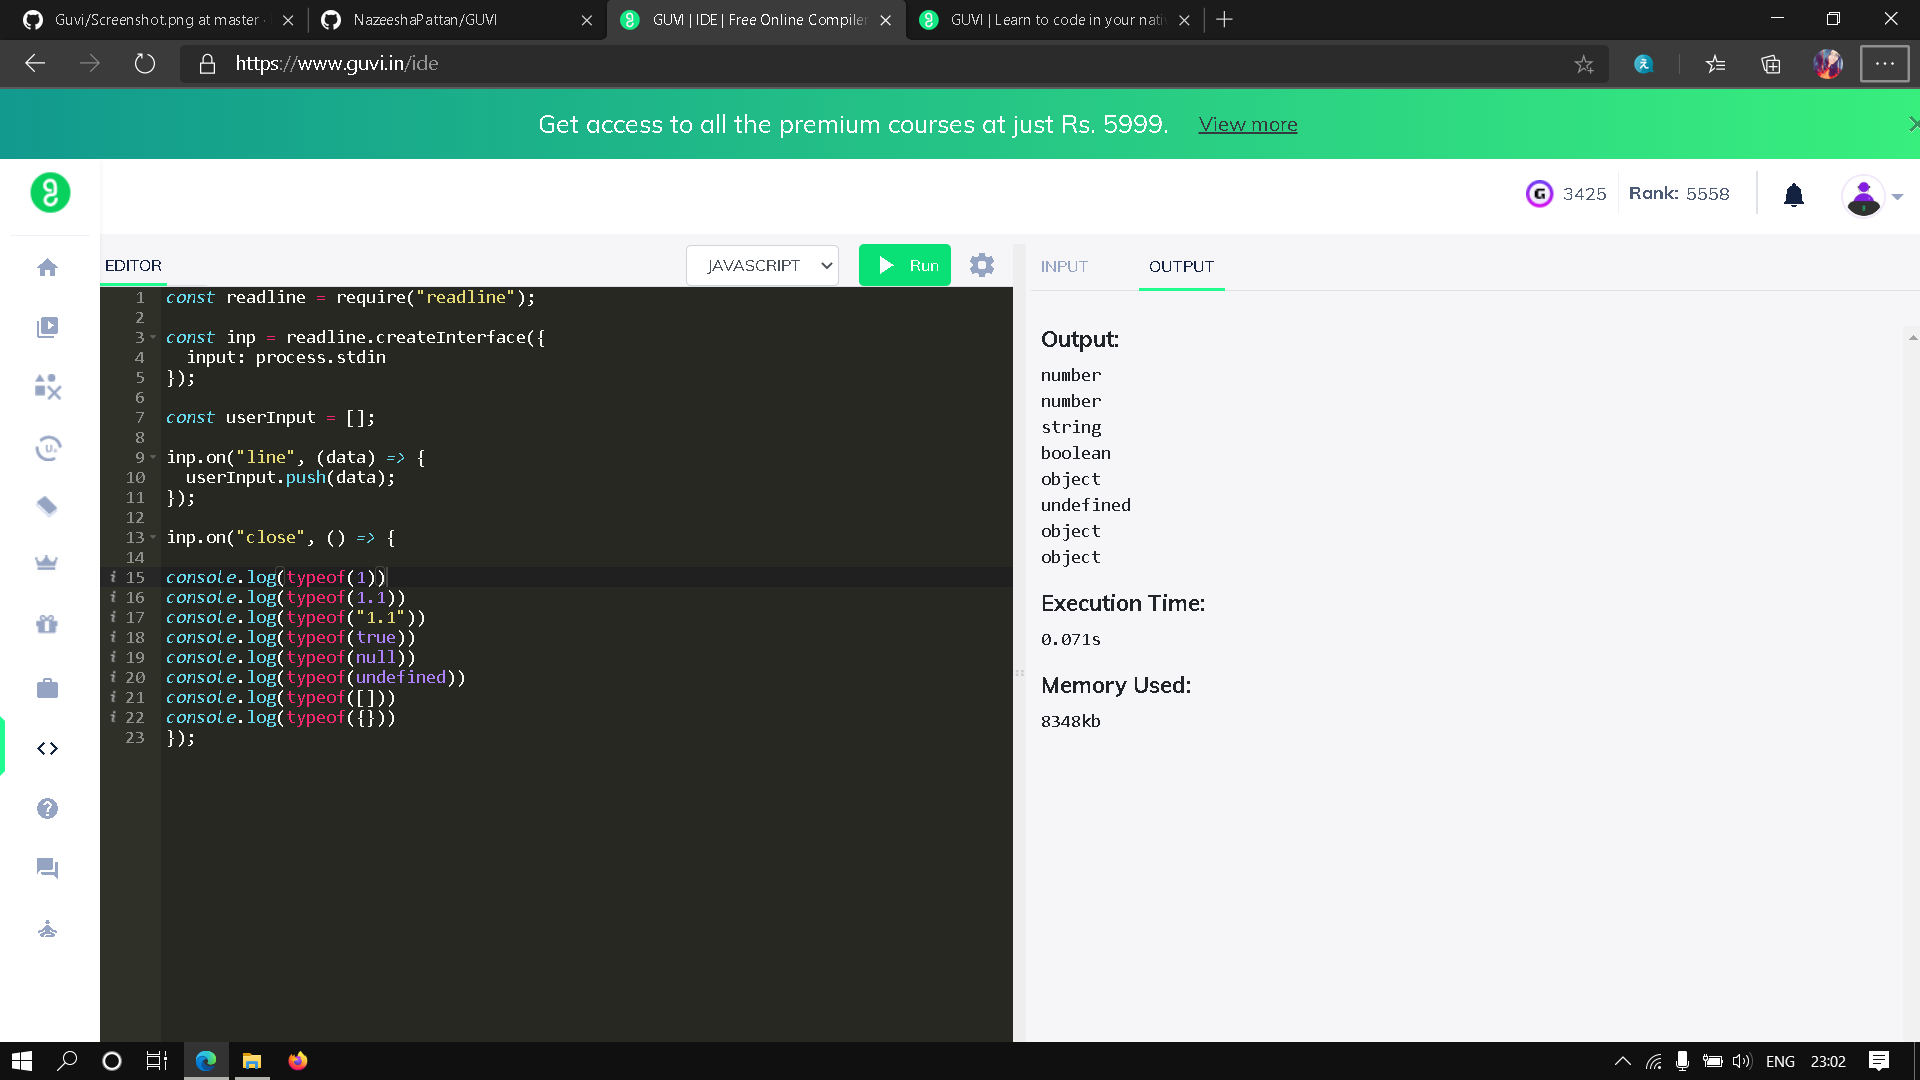 Guvi/Screenshot.png at master
NazeeshaPattan/GUVI
GUVI | IDE | Free Online Compiler
GUVI | Learn to code in your nati
https://www.guvi.in/ide
Get access to all the premium courses at just Rs. 5999. View more
3425 Rank: 5558
EDITOR
JAVASCRIPT
Run
INPUT
OUTPUT
1 const readline = require("readline");
2
3 const inp = readline.createInterface({
4   input: process.stdin
5 });
6
7 const userInput = [];
8
9 inp.on("line", (data) => {
10   userInput.push(data);
11 });
12
13 inp.on("close", () => {
14
15 console.log(typeof(1))
16 console.log(typeof(1.1))
17 console.log(typeof("1.1"))
18 console.log(typeof(true))
19 console.log(typeof(null))
20 console.log(typeof(undefined))
21 console.log(typeof([]))
22 console.log(typeof({}))
23 });
Output:
number
number
string
boolean
object
undefined
object
object
Execution Time:
0.071s
Memory Used:
8348kb
ENG 23:02